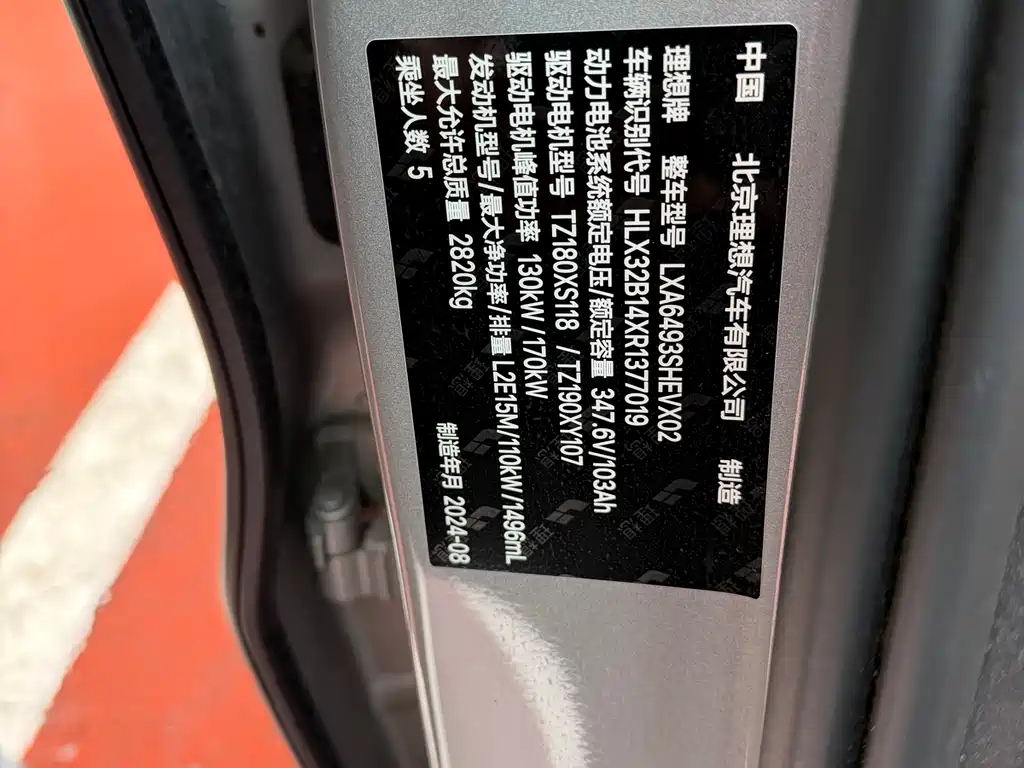 中国 北京理想汽车有限公司 制造
理想牌 整车型号 LXA6493SHEVX02
车辆识别代号 HLX32B14XR1377019
动力电池系统额定电压/额定容量 347.6V/103Ah
驱动电机型号 TZ180XS118 /TZ190XY107
驱动电机峰值功率 130kW/170kW
发动机型号/最大净功率/排量 L2E15M/110kW/1496mL
最大允许总质量 2820kg 制造年月 2024-08
乘坐人数 5